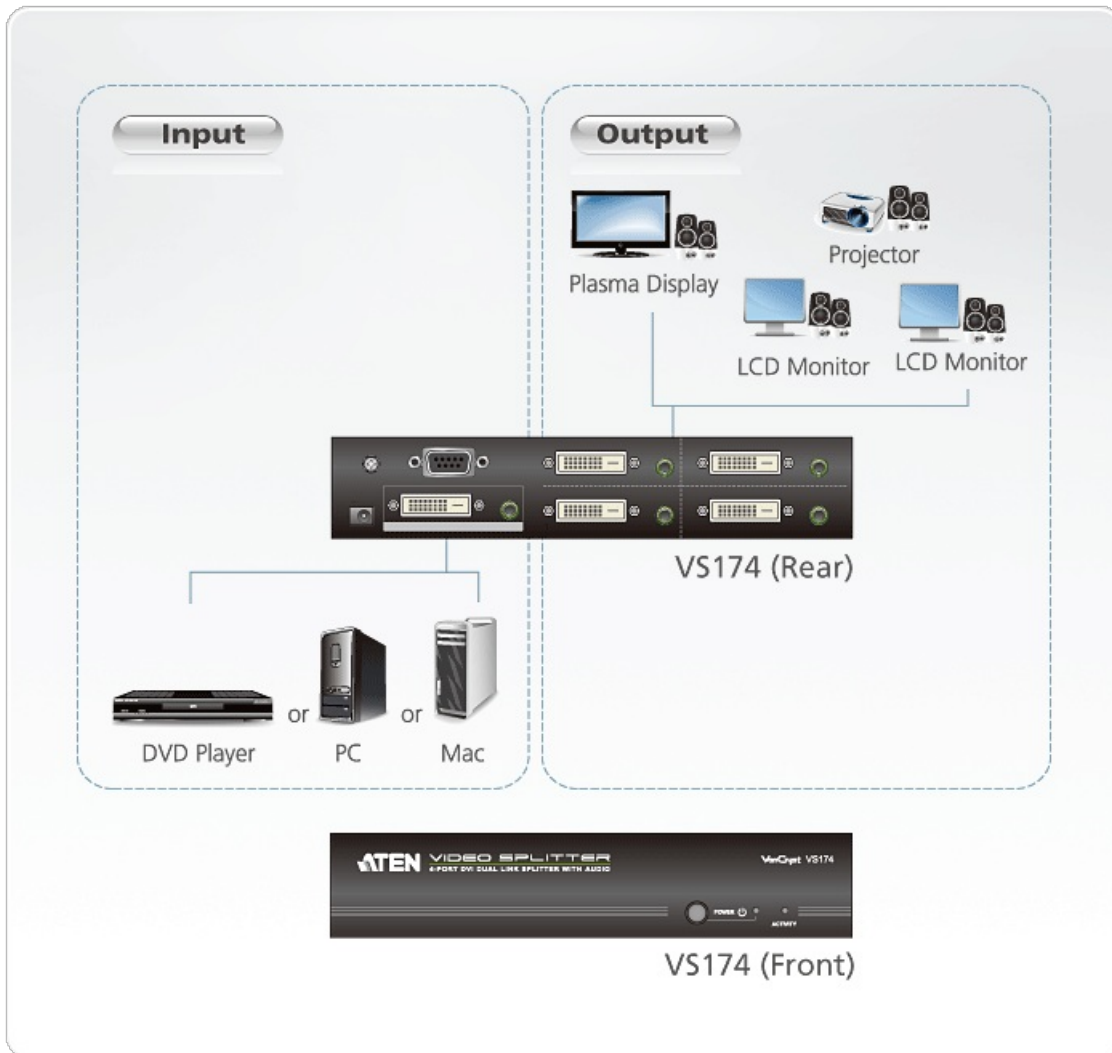 Input
Output
Plasma Display
Projector
LCD Monitor
LCD Monitor
VS174 (Rear)
DVD Player
or
PC
or
Mac
ATEN VIDEO SPLITTER
4-PORT DVI DUAL LINK SPLITTER WITH AUDIO
VanCryst VS174
POWER
ACTIVITY
VS174 (Front)